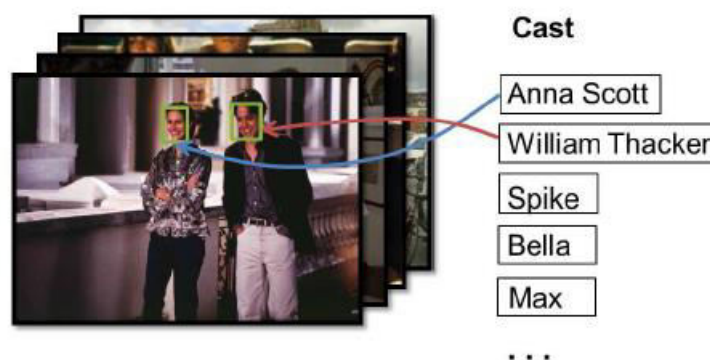 Cast
Anna Scott
William Thacker
Spike
Bella
Max
...